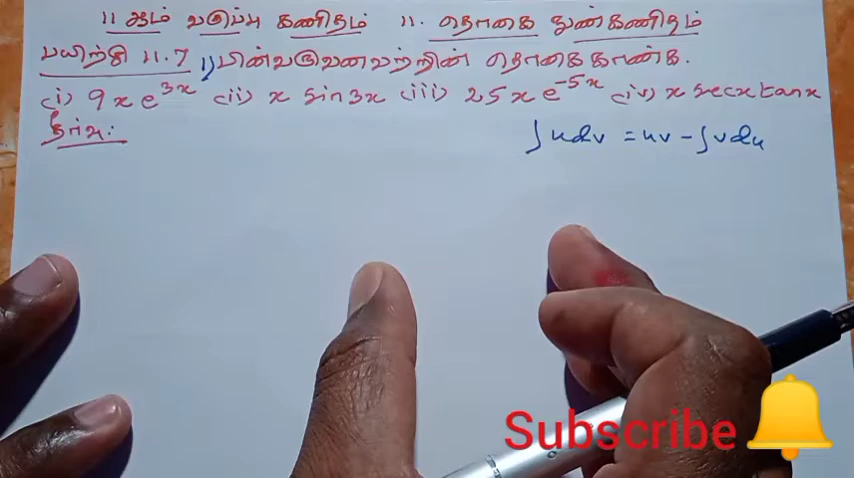 11 ஆம் வகுப்பு கணிதம் 11. தொகை நுண்கணிதம்
பயிற்சி 11.7 1) பின்வருவனவற்றின் தொகை காண்க.
(i) 9xe^3x (ii) x sin3x (iii) 25xe^-5x (iv) x secx tanx
தீர்வு:
∫udv = uv - ∫vdu
Subscribe